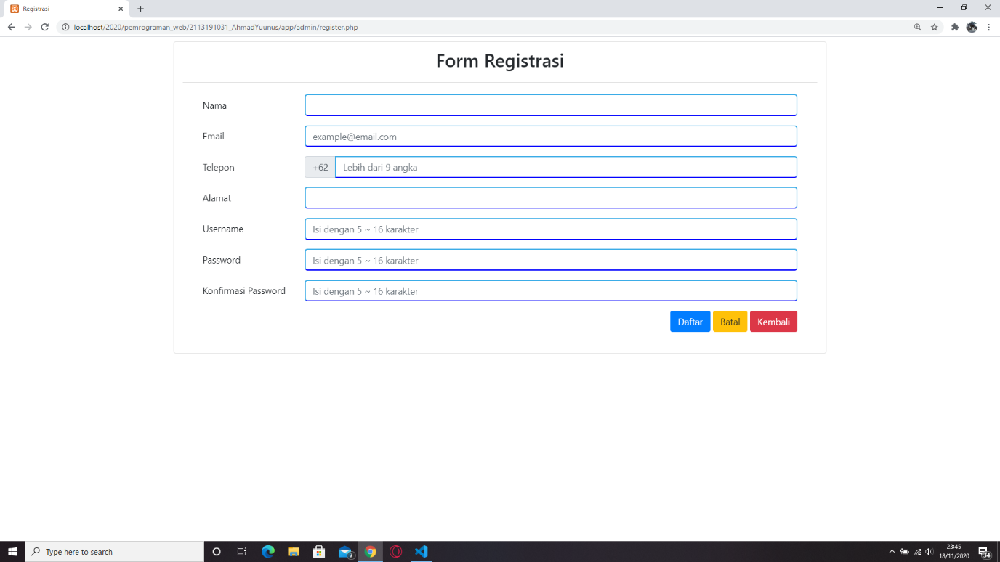 Registrasi
localhost/2020/pemrograman_web/2113191031_AhmadYuunus/app/admin/register.php
Form Registrasi
Nama
Email example@email.com
Telepon +62 Lebih dari 9 angka
Alamat
Username Isi dengan 5 ~ 16 karakter
Password Isi dengan 5 ~ 16 karakter
Konfirmasi Password Isi dengan 5 ~ 16 karakter
Daftar Batal Kembali
Type here to search 7 23:45 34
18/11/2020